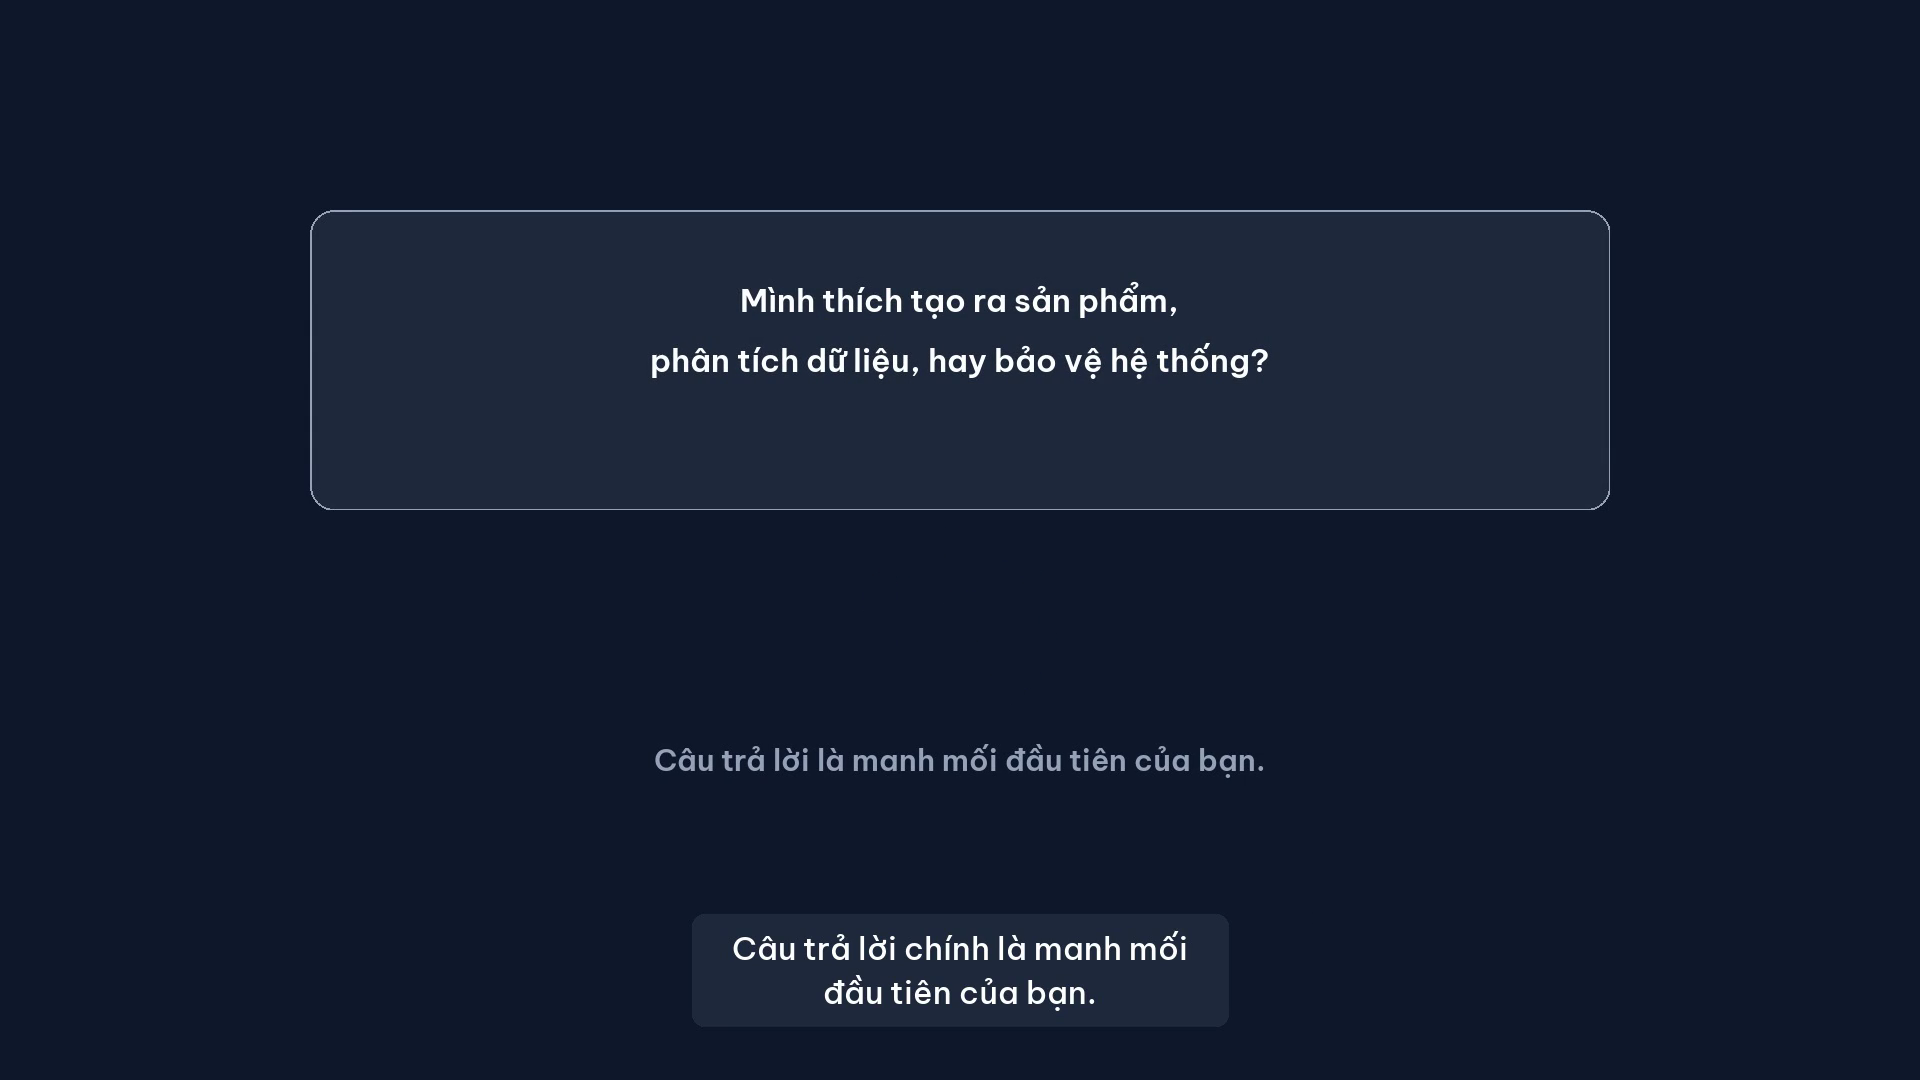 Mình thích tạo ra sản phẩm,
phân tích dữ liệu, hay bảo vệ hệ thống?
Câu trả lời là manh mối đầu tiên của bạn.
Câu trả lời chính là manh mối
đầu tiên của bạn.